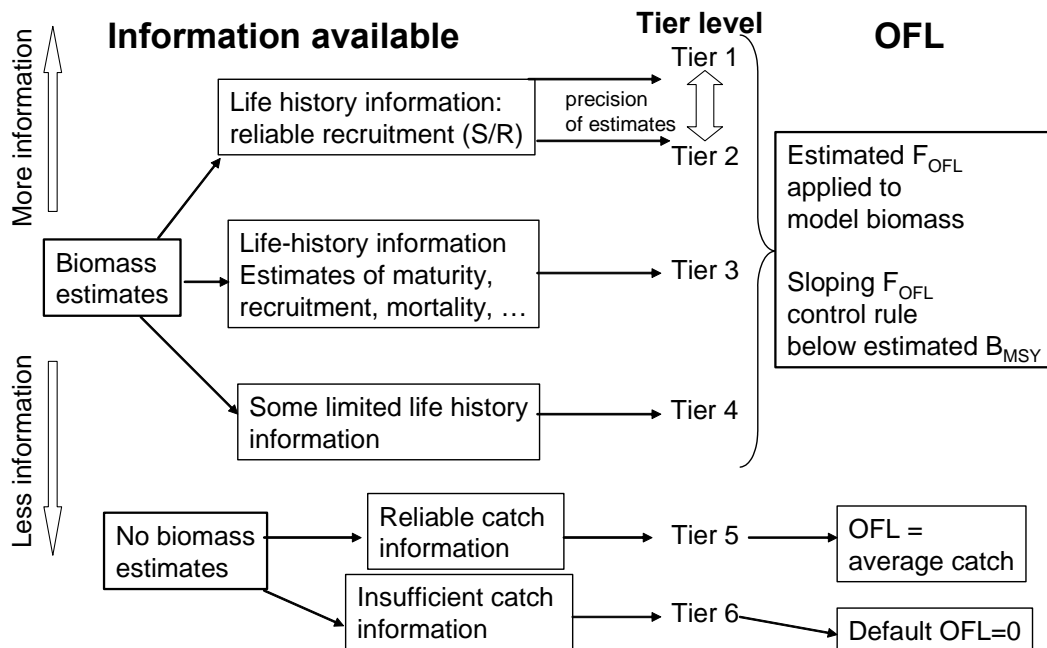 Information available
Tier level
OFL
More information
Less information
Life history information:
reliable recruitment (S/R)
precision
of estimates
Tier 1
Tier 2
Biomass
estimates
Life-history information
Estimates of maturity,
recruitment, mortality, …
Tier 3
Some limited life history
information
Tier 4
Estimated F_OFL
applied to
model biomass
Sloping F_OFL
control rule
below estimated B_MSY
No biomass
estimates
Reliable catch
information
Tier 5
OFL =
average catch
Insufficient catch
information
Tier 6
Default OFL=0